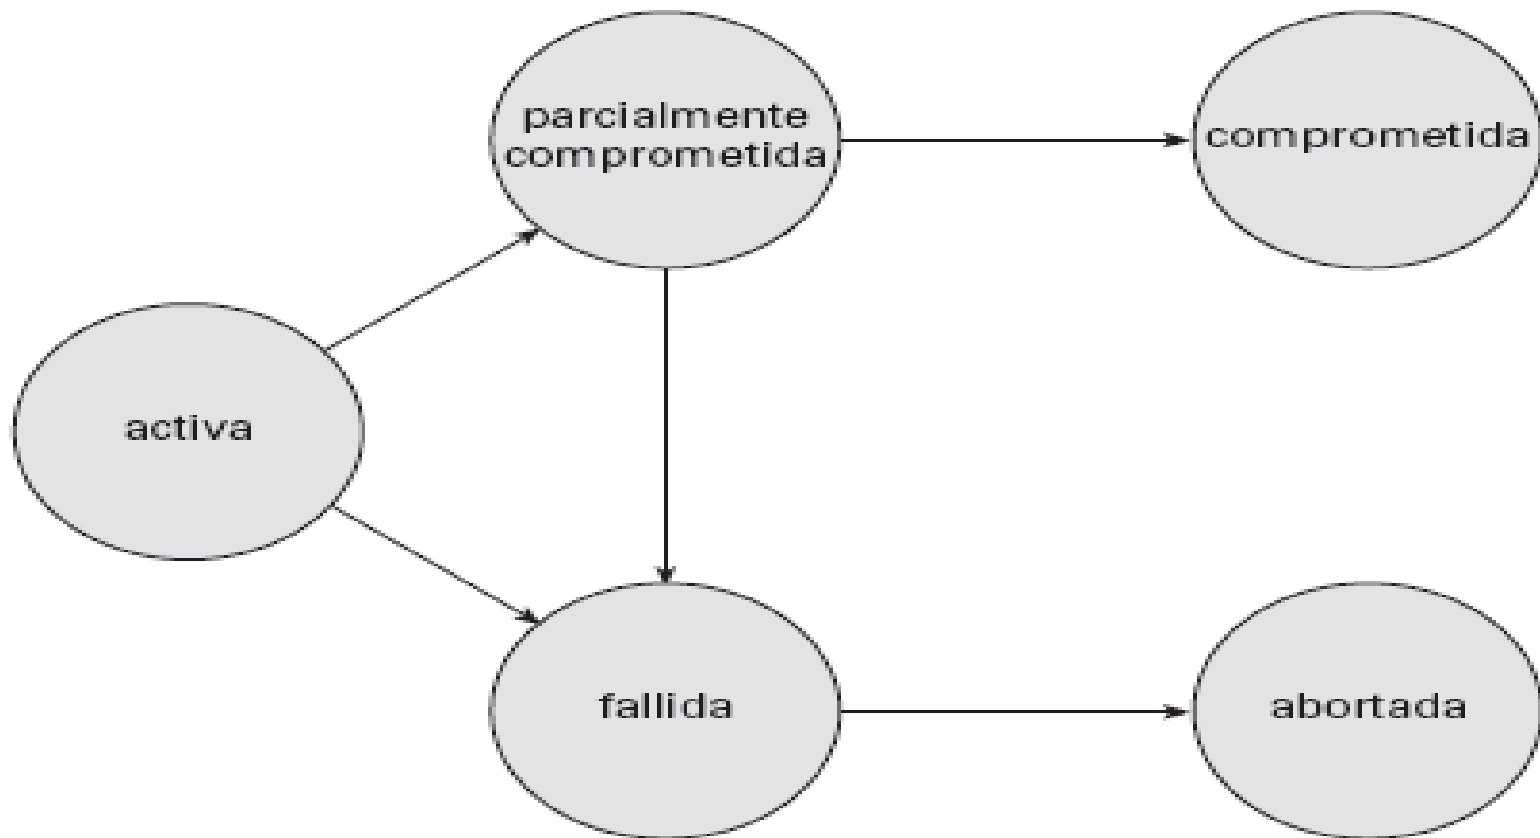 parcialmente
comprometida
comprometida
activa
fallida
abortada